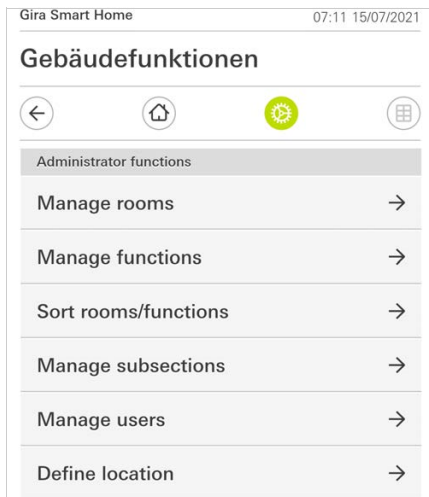 Gira Smart Home 07:11 15/07/2021
Gebäudefunktionen
Administrator functions
Manage rooms
Manage functions
Sort rooms/functions
Manage subsections
Manage users
Define location